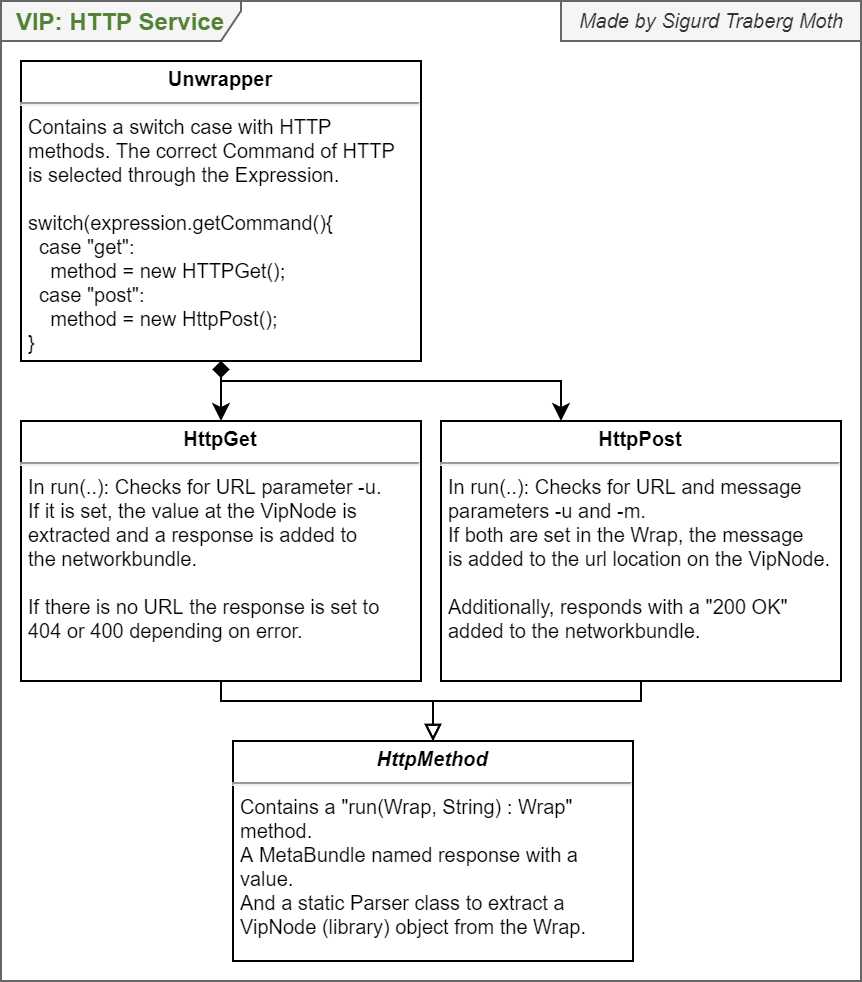 VIP: HTTP Service
Made by Sigurd Traberg Moth
Unwrapper
Contains a switch case with HTTP
methods. The correct Command of HTTP
is selected through the Expression.
switch(expression.getCommand(){
case "get":
method = new HTTPGet();
case "post":
method = new HttpPost();
}
HttpGet
In run(..): Checks for URL parameter -u.
If it is set, the value at the VipNode is
extracted and a response is added to
the networkbundle.
If there is no URL the response is set to
404 or 400 depending on error.
HttpPost
In run(..): Checks for URL and message
parameters -u and -m.
If both are set in the Wrap, the message
is added to the url location on the VipNode.
Additionally, responds with a "200 OK"
added to the networkbundle.
HttpMethod
Contains a "run(Wrap, String) : Wrap"
method.
A MetaBundle named response with a
value.
And a static Parser class to extract a
VipNode (library) object from the Wrap.